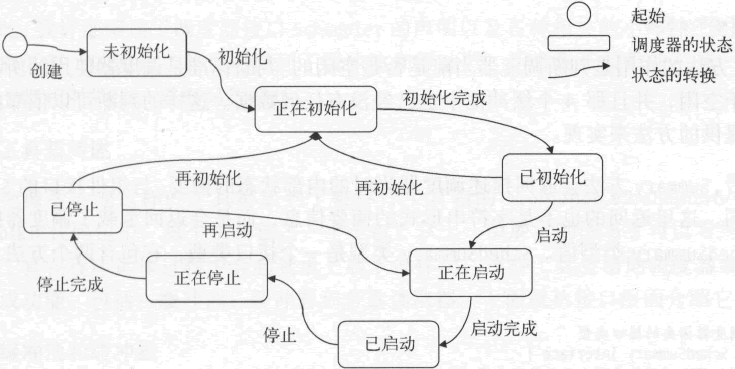 起始
未初始化
调度器的状态
创建
初始化
状态的转换
正在初始化
初始化完成
再初始化
再初始化
已初始化
已停止
再启动
启动
停止完成
正在停止
正在启动
停止
已启动
启动完成